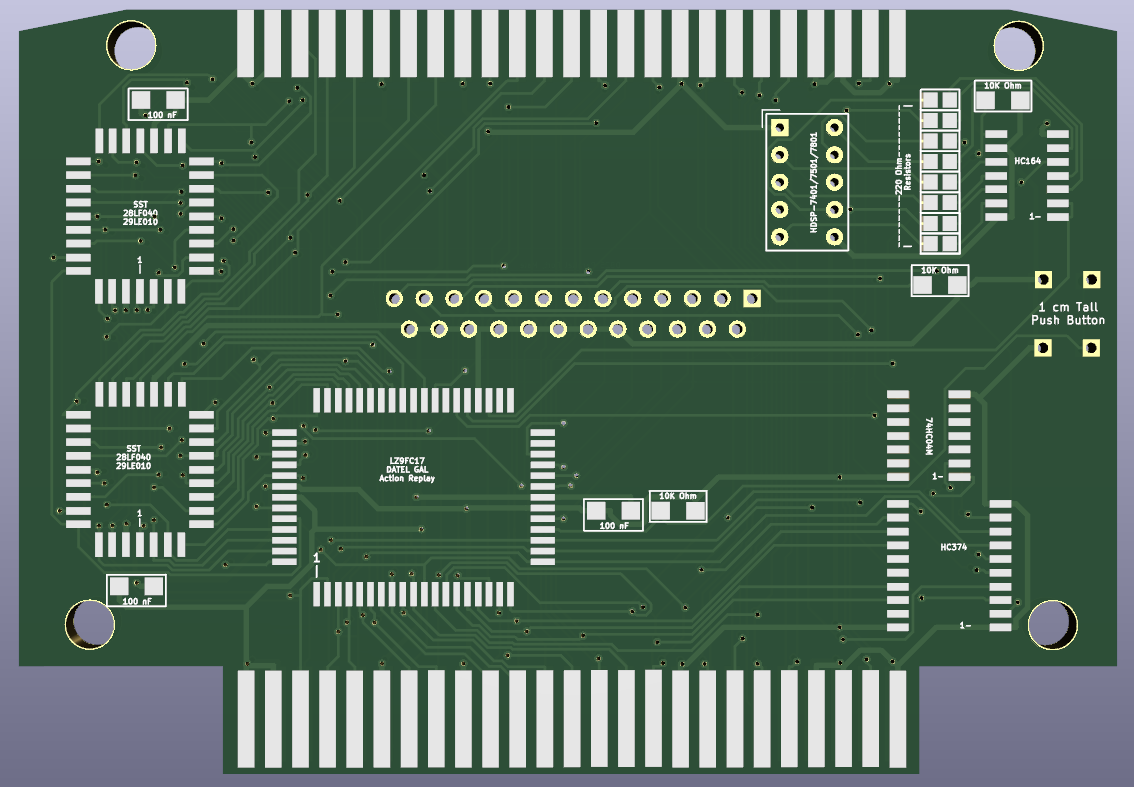 100 nF
10K Ohm
SST
28LF040
29LE010
1
HDSP-7401/7501/7801
220 Ohm
Resistors
HC164
1-
10K Ohm
1 cm Tall
Push Button
SST
28LF040
29LE010
1
LZ9FC17
DATEL GAL
Action Replay
1
74HC04M
1-
10K Ohm
100 nF
HC374
1-
100 nF